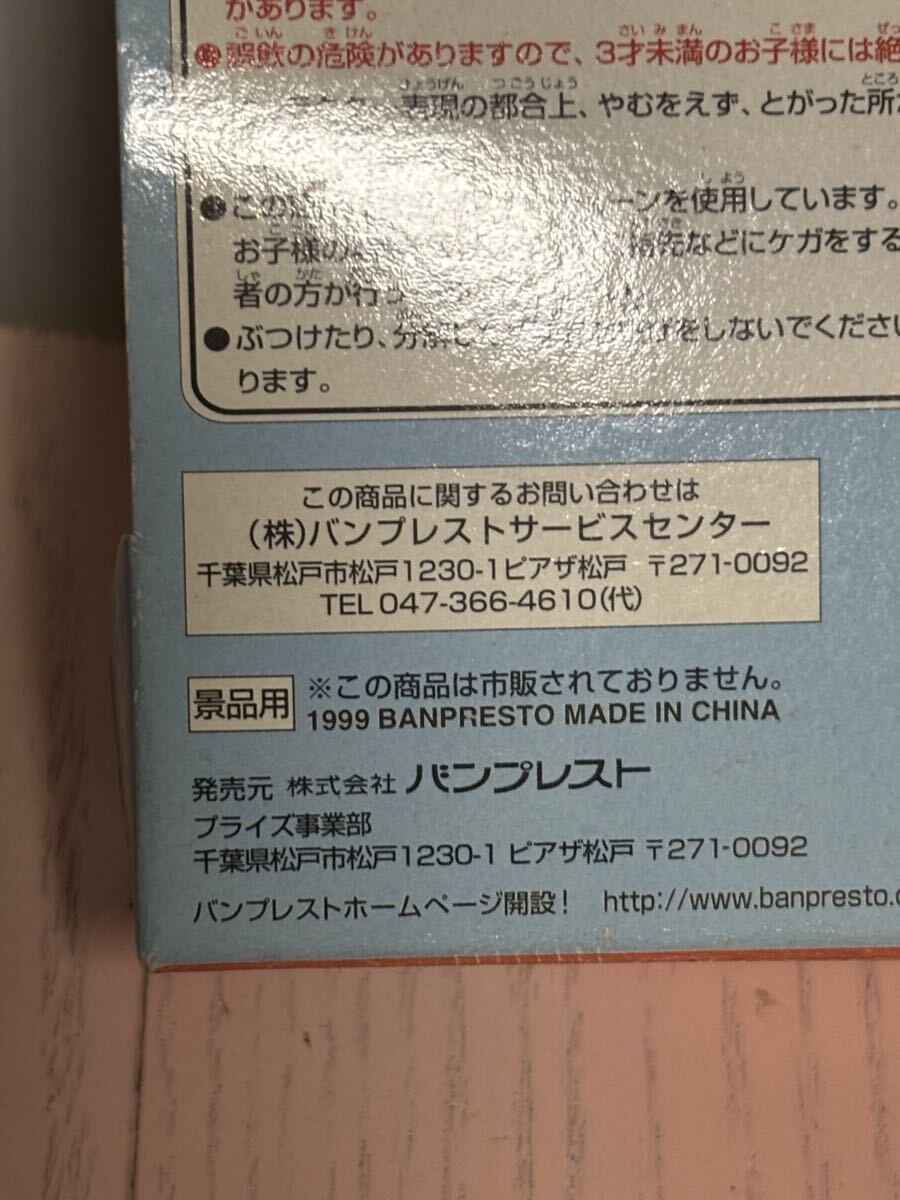 があります。
誤飲の危険がありますので、3才未満のお子様には絶
表現の都合上、やむをえず、とがった所が
●この ーンを使用しています。
お子様の 指先などにケガをする
者の方が行
●ぶつけたり、分解し をしないでください
ります。
この商品に関するお問い合わせは
(株)バンプレストサービスセンター
千葉県松戸市松戸1230-1ピアザ松戸 〒271-0092
TEL 047-366-4610(代)
景品用 ※この商品は市販されておりません。
1999 BANPRESTO MADE IN CHINA
発売元 株式会社 バンプレスト
プライズ事業部
千葉県松戸市松戸1230-1 ピアザ松戸 〒271-0092
バンプレストホームページ開設! http://www.banpresto.c